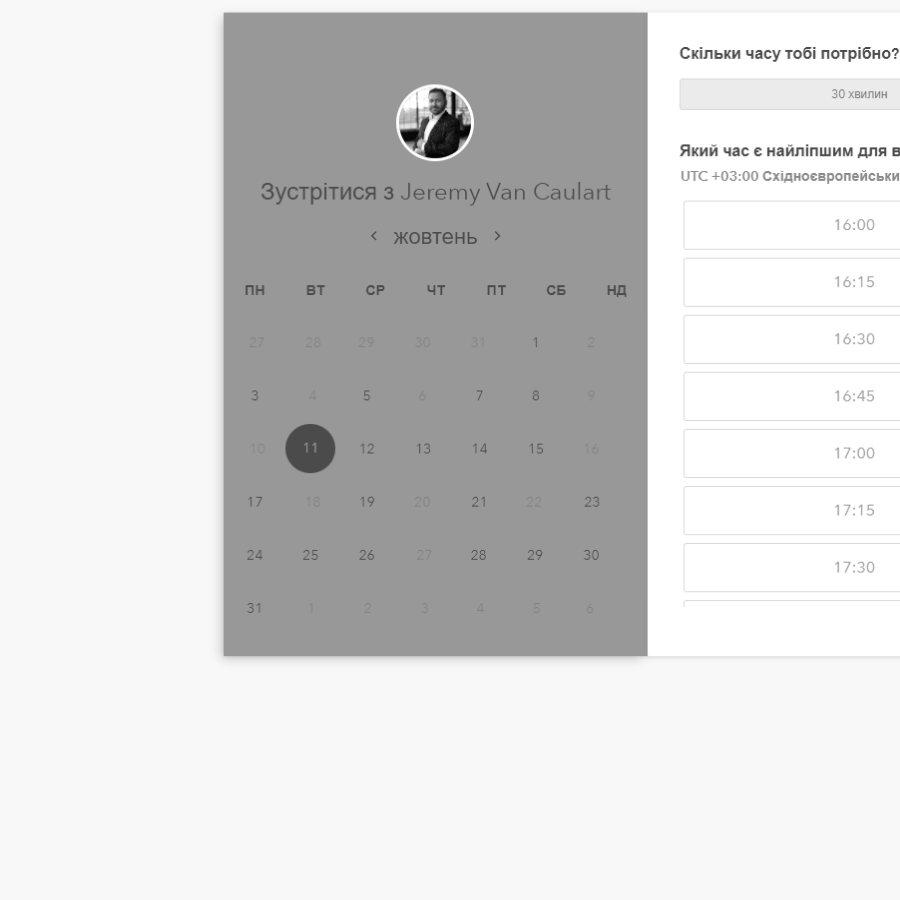 Зустрітися з Jeremy Van Caulart
жовтень
ПН ВТ СР ЧТ ПТ СБ НД
27 28 29 30 31 1 2
3 4 5 6 7 8 9
10 11 12 13 14 15 16
17 18 19 20 21 22 23
24 25 26 27 28 29 30
31 1 2 3 4 5 6
Скільки часу тобі потрібно?
30 хвилин
Який час є найліпшим для в
UTC +03:00 Східноєвропейськи
16:00
16:15
16:30
16:45
17:00
17:15
17:30